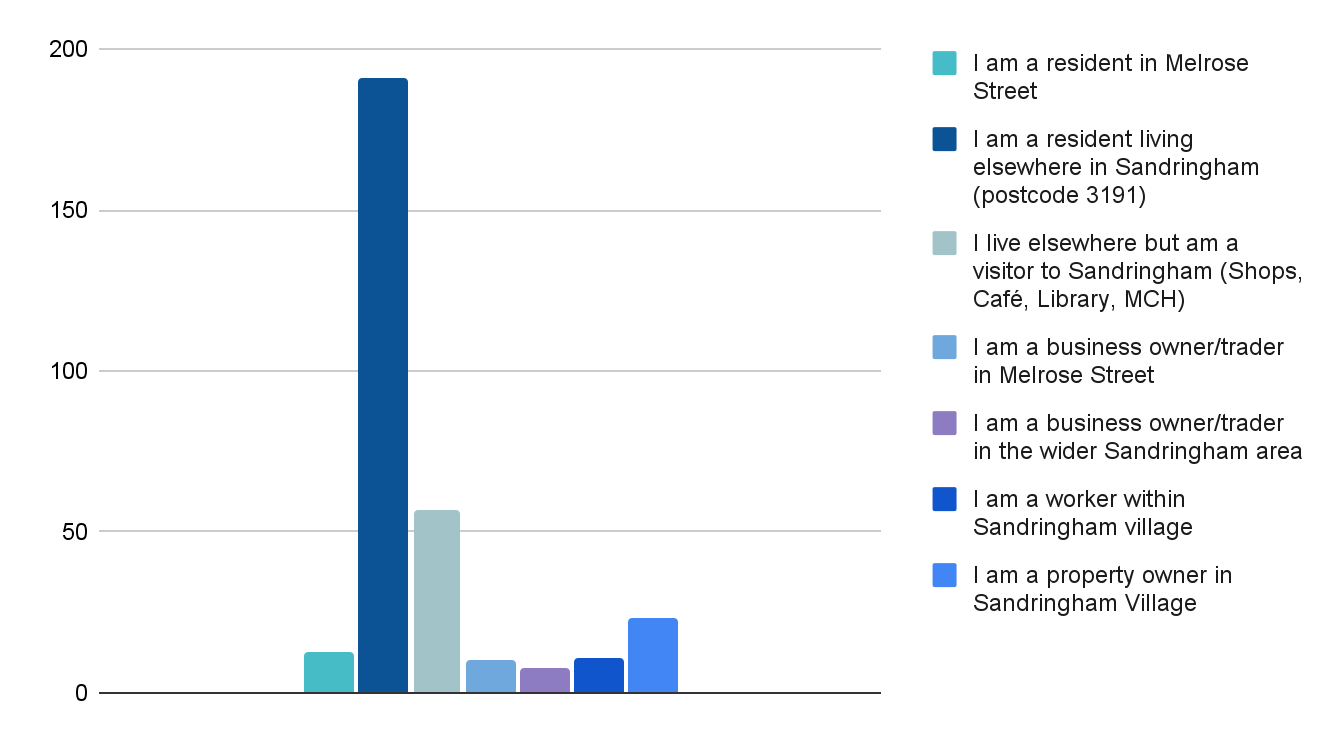 200
150
100
50
0
I am a resident in Melrose
Street
I am a resident living
elsewhere in Sandringham
(postcode 3191)
I live elsewhere but am a
visitor to Sandringham (Shops,
Café, Library, MCH)
I am a business owner/trader
in Melrose Street
I am a business owner/trader
in the wider Sandringham area
I am a worker within
Sandringham village
I am a property owner in
Sandringham Village